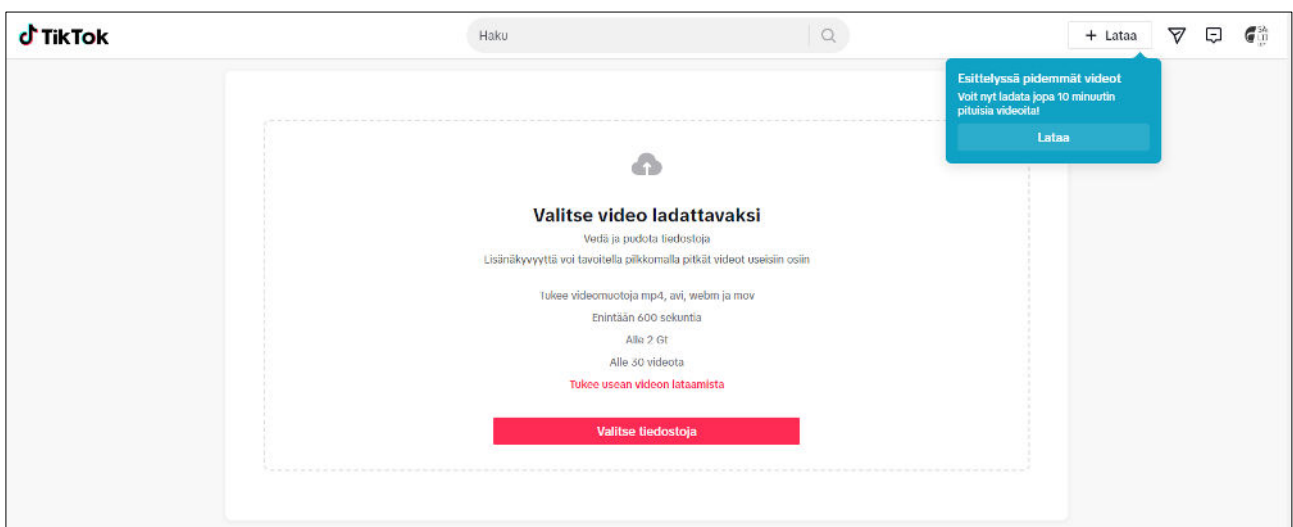 TikTok
Haku
+ Lataa
Esittelyssä pidemmät videot
Voit nyt ladata jopa 10 minuutin
pituisia videoita!
Lataa
Valitse video ladattavaksi
Vedä ja pudota tiedostoja
Lisänäkyvyyttä voi tavoitella pilkkomalla pitkät videot useisiin osiin
Tukee videomuotoja mp4, avi, webm ja mov
Enintään 600 sekuntia
Alle 2 Gt
Alle 30 videota
Tukee usean videon lataamista
Valitse tiedostoja